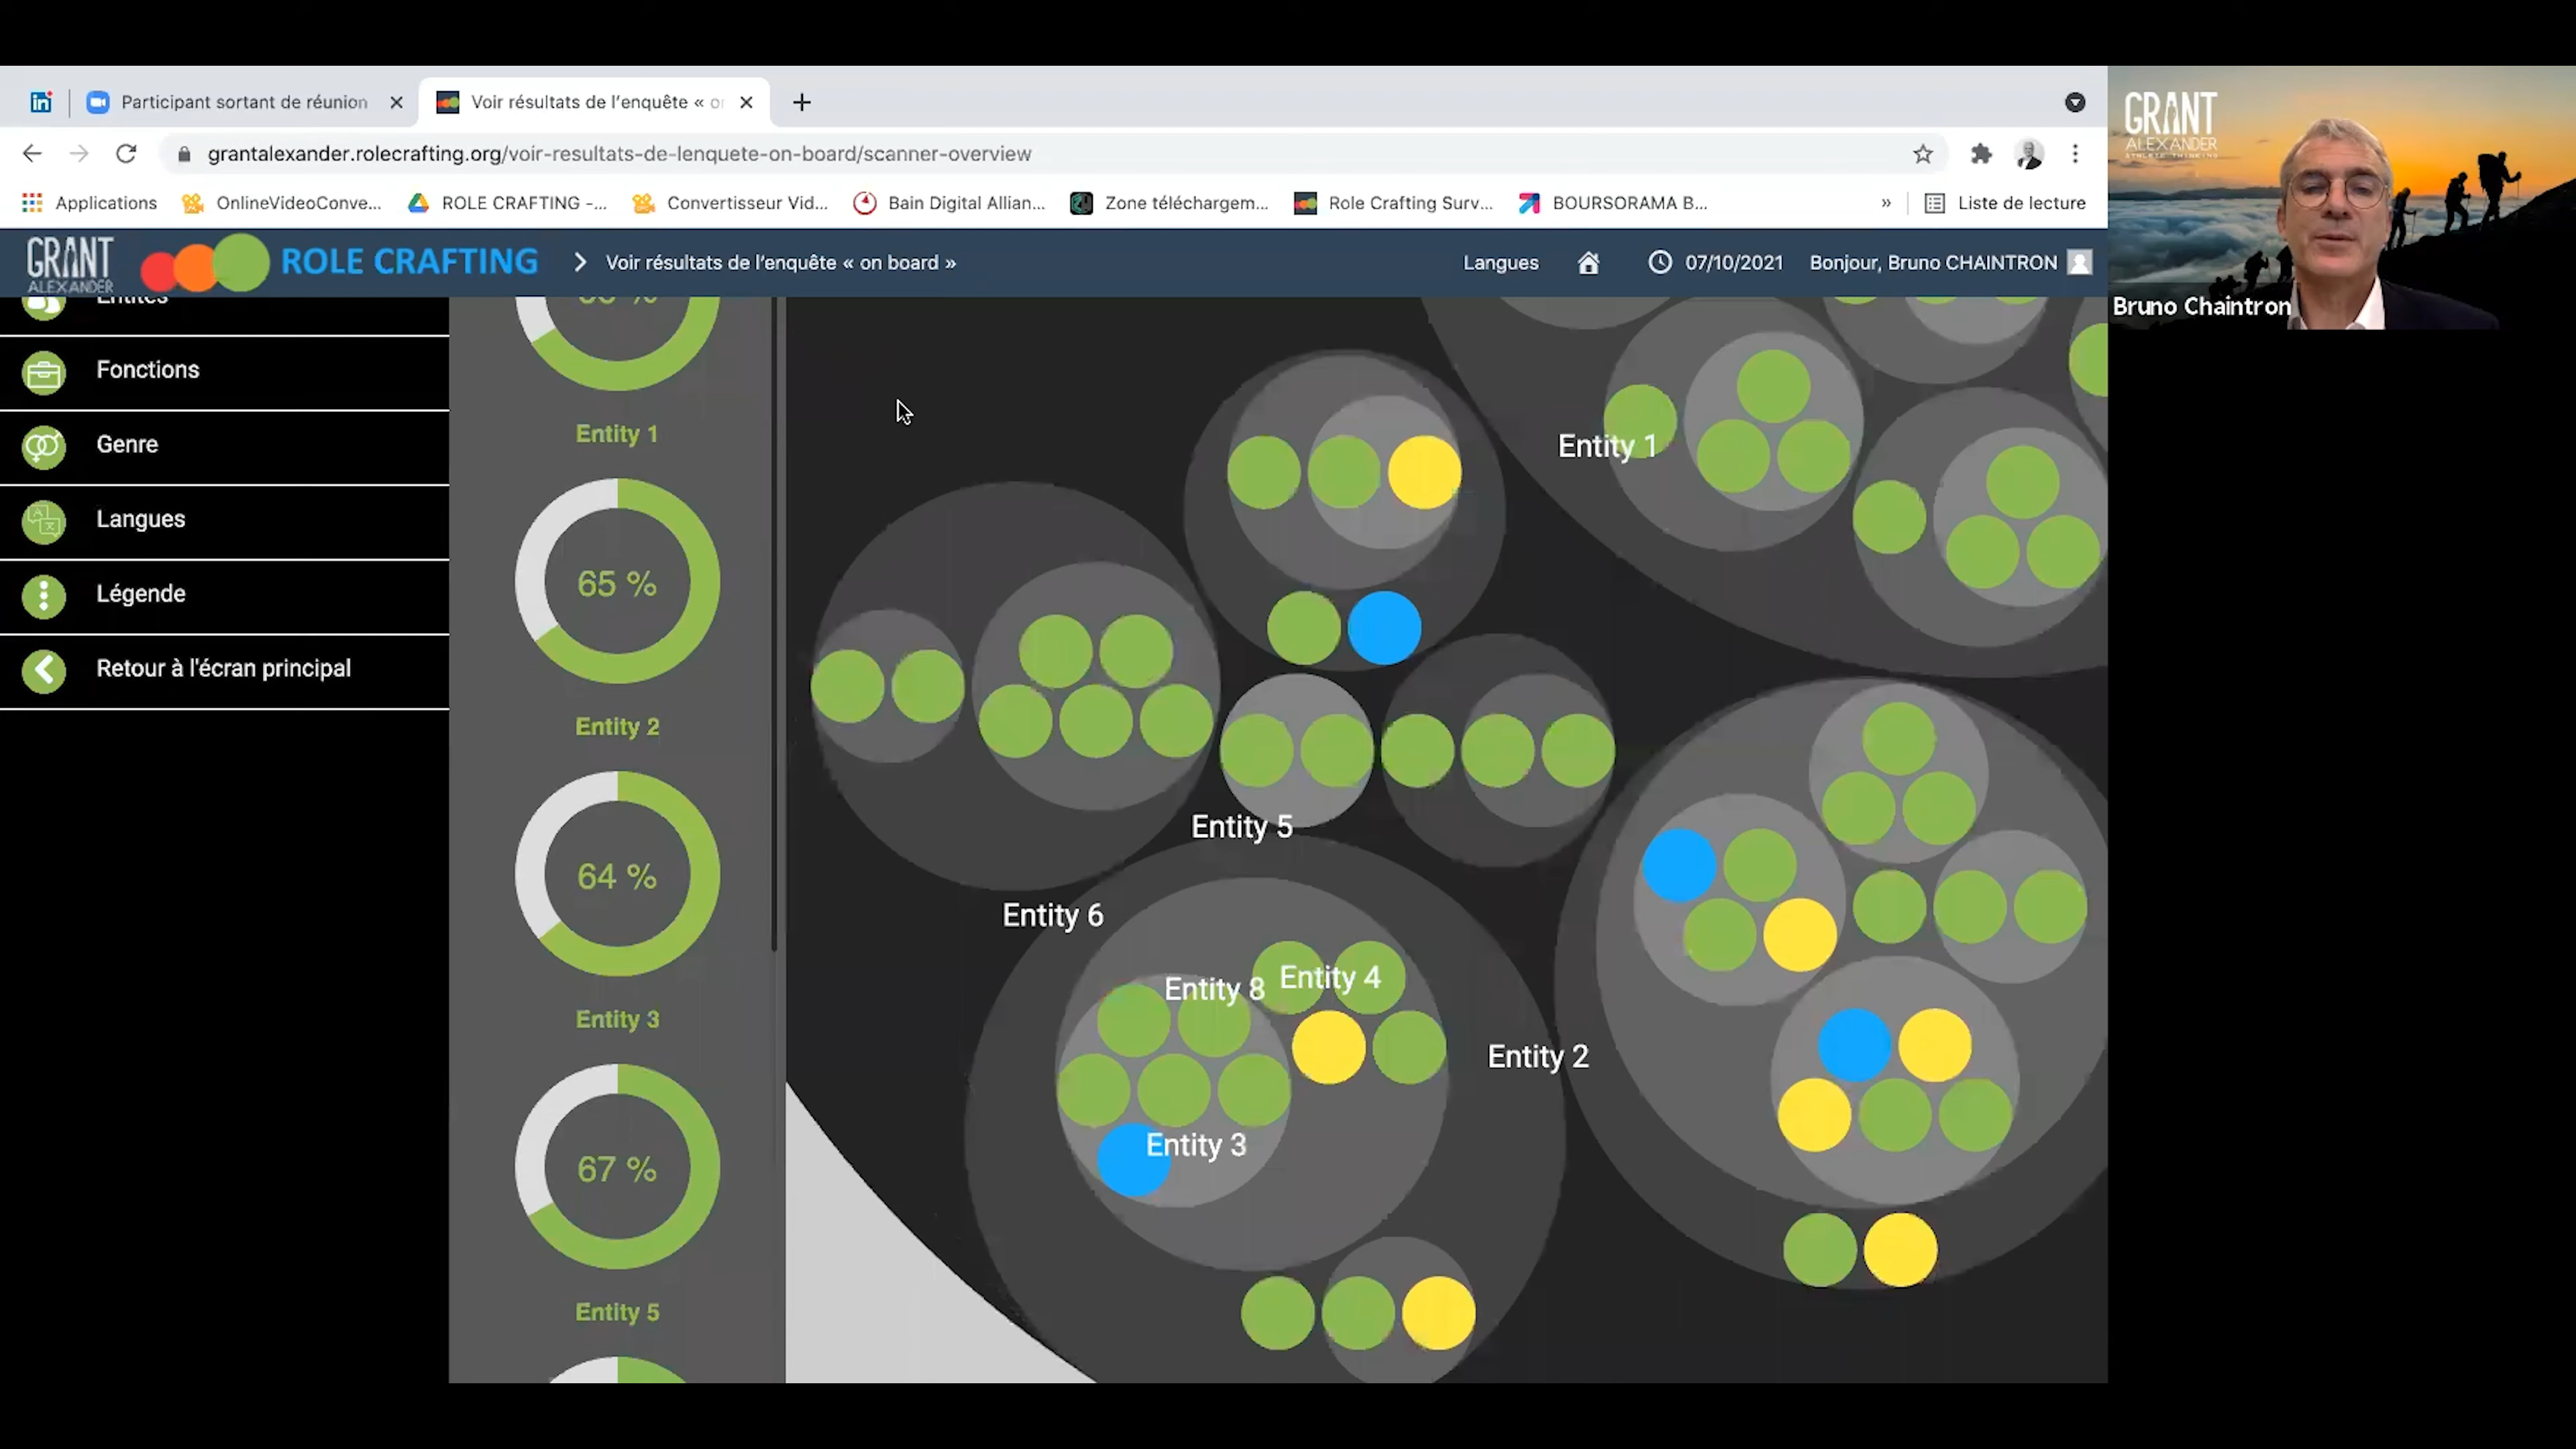 Participant sortant de réunion
Voir résultats de l'enquête « on
grantalexander.rolecrafting.org/voir-resultats-de-lenquete-on-board/scanner-overview
Applications
OnlineVideoConve...
ROLE CRAFTING -...
Convertisseur Vid...
Bain Digital Allian...
Zone téléchargem...
Role Crafting Surv...
BOURSORAMA B...
»
Liste de lecture
GRANT
ALEXANDER
ROLE CRAFTING
Voir résultats de l'enquête « on board »
Langues
07/10/2021
Bonjour, Bruno CHAINTRON
GRANT
ALEXANDER
ATHLETE THINKING
Bruno Chaintron
Entités
Fonctions
Genre
Langues
Légende
Retour à l'écran principal
Entity 1
65 %
Entity 2
64 %
Entity 3
67 %
Entity 5
Entity 1
Entity 5
Entity 6
Entity 8
Entity 4
Entity 2
Entity 3